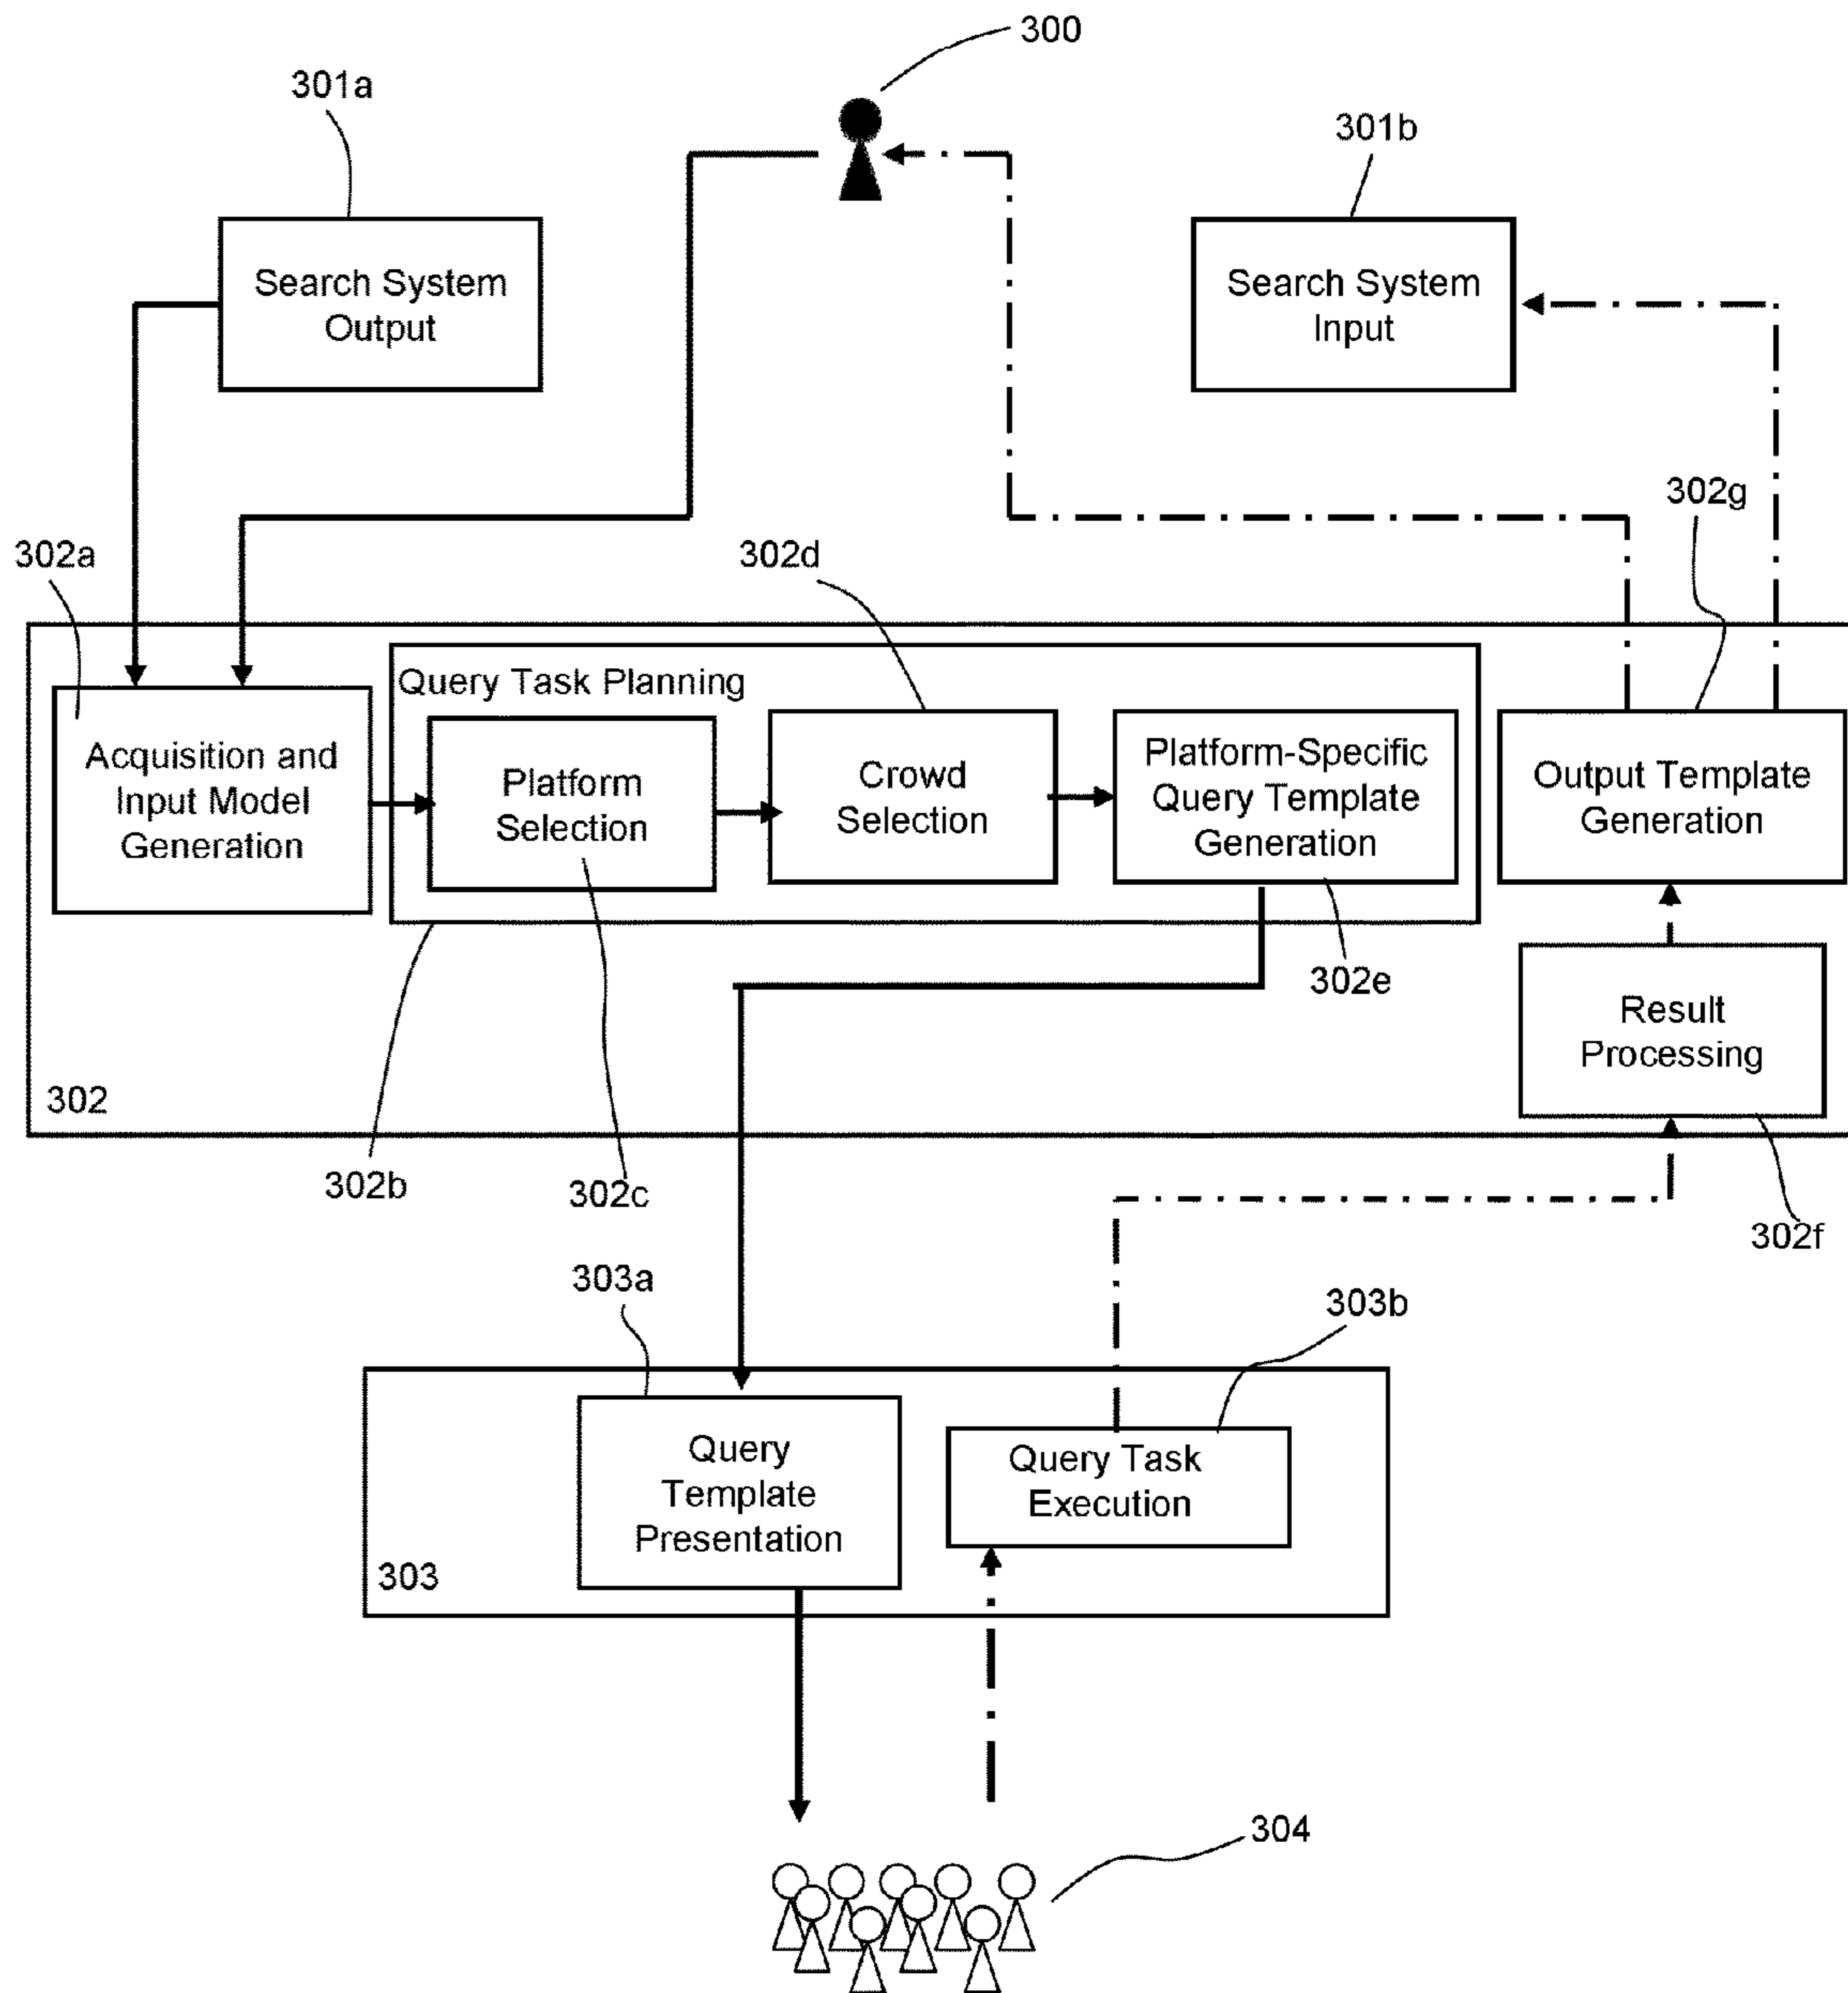 300
301a
301b
Search System
Output
Search System
Input
302g
302a
302d
Query Task Planning
Acquisition and
Input Model
Generation
Platform
Selection
Crowd
Selection
Platform-Specific
Query Template
Generation
Output Template
Generation
302e
Result
Processing
302
302b
302c
302f
303a
303b
Query
Template
Presentation
Query Task
Execution
303
304